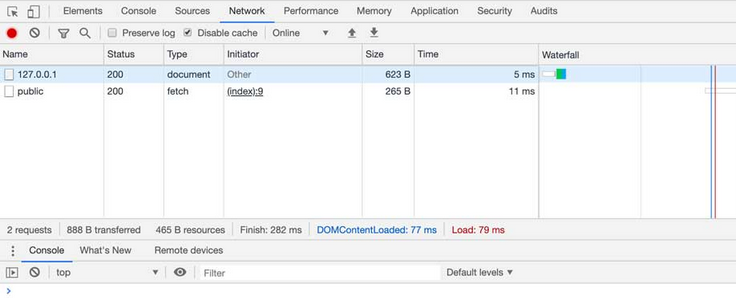 Elements Console Sources Network Performance Memory Application Security Audits
Preserve log Disable cache Online
Name Status Type Initiator Size Time Waterfall
127.0.0.1 200 document Other 623 B 5 ms
public 200 fetch (index):9 265 B 11 ms
2 requests 888 B transferred 465 B resources Finish: 282 ms DOMContentLoaded: 77 ms Load: 79 ms
Console What's New Remote devices
top Filter Default levels